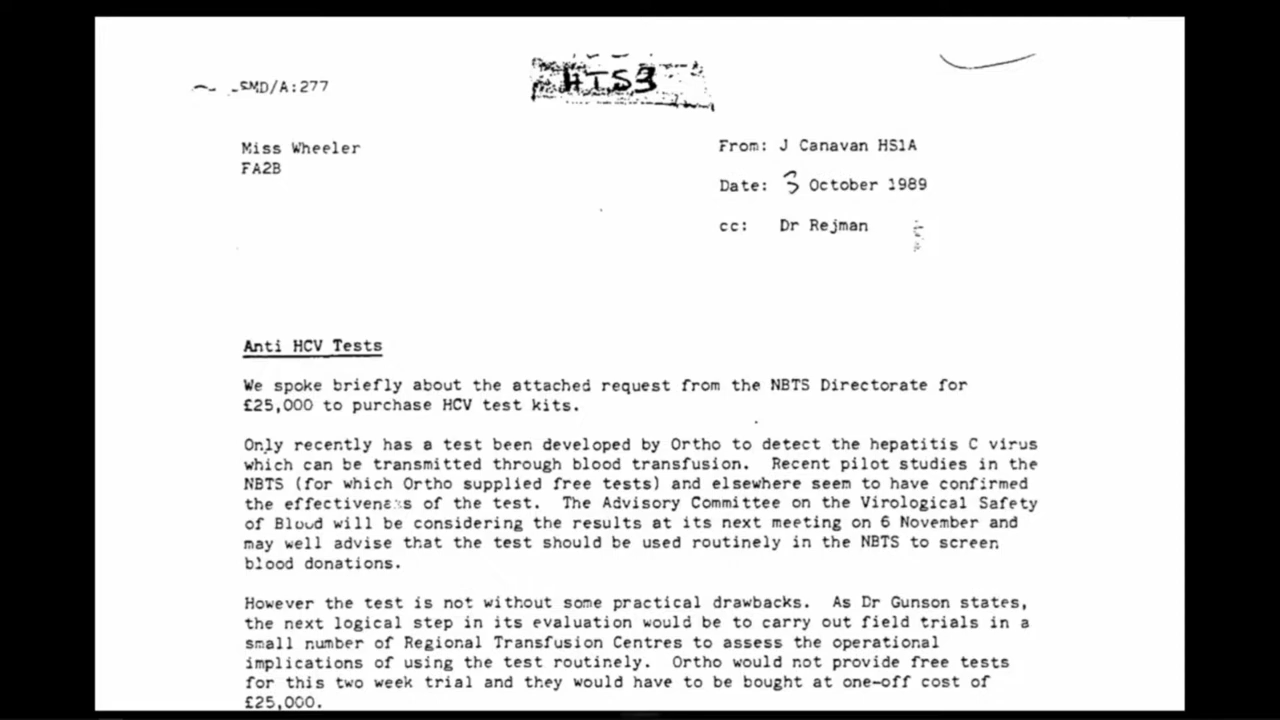 SMD/A:277
HTS3
Miss Wheeler
FA2B
From: J Canavan HS1A
Date: 3 October 1989
cc: Dr Rejman
Anti HCV Tests
We spoke briefly about the attached request from the NBTS Directorate for
£25,000 to purchase HCV test kits.
Only recently has a test been developed by Ortho to detect the hepatitis C virus
which can be transmitted through blood transfusion. Recent pilot studies in the
NBTS (for which Ortho supplied free tests) and elsewhere seem to have confirmed
the effectiveness of the test. The Advisory Committee on the Virological Safety
of Blood will be considering the results at its next meeting on 6 November and
may well advise that the test should be used routinely in the NBTS to screen
blood donations.
However the test is not without some practical drawbacks. As Dr Gunson states,
the next logical step in its evaluation would be to carry out field trials in a
small number of Regional Transfusion Centres to assess the operational
implications of using the test routinely. Ortho would not provide free tests
for this two week trial and they would have to be bought at one-off cost of
£25,000.